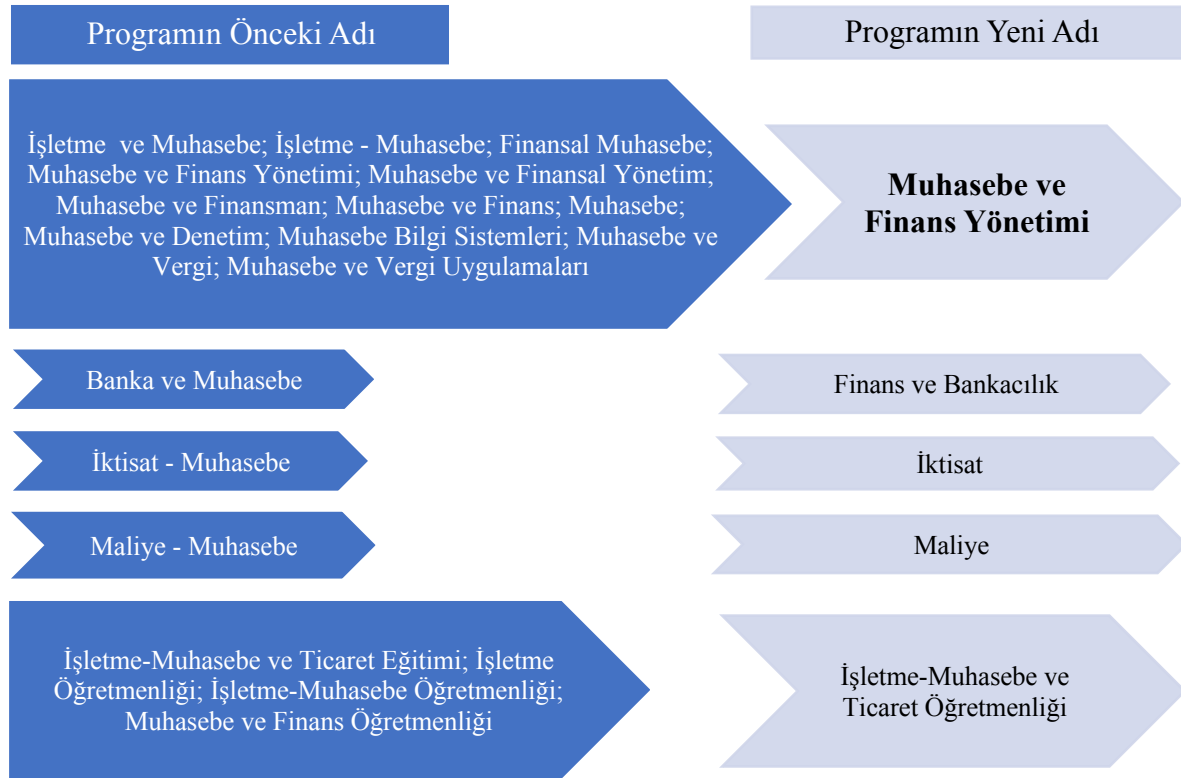 Programın Önceki Adı
Programın Yeni Adı
İşletme ve Muhasebe; İşletme - Muhasebe; Finansal Muhasebe;
Muhasebe ve Finans Yönetimi; Muhasebe ve Finansal Yönetim;
Muhasebe ve Finansman; Muhasebe ve Finans; Muhasebe;
Muhasebe ve Denetim; Muhasebe Bilgi Sistemleri; Muhasebe ve
Vergi; Muhasebe ve Vergi Uygulamaları
Muhasebe ve
Finans Yönetimi
Banka ve Muhasebe
Finans ve Bankacılık
İktisat - Muhasebe
İktisat
Maliye - Muhasebe
Maliye
İşletme-Muhasebe ve Ticaret Eğitimi; İşletme
Öğretmenliği; İşletme-Muhasebe Öğretmenliği;
Muhasebe ve Finans Öğretmenliği
İşletme-Muhasebe ve
Ticaret Öğretmenliği